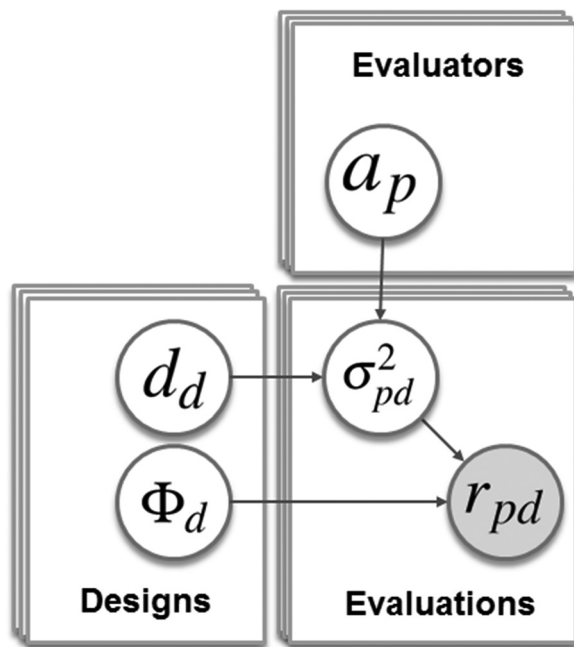 Evaluators
a_p
d_d
σ²_pd
Φ_d
r_pd
Designs
Evaluations